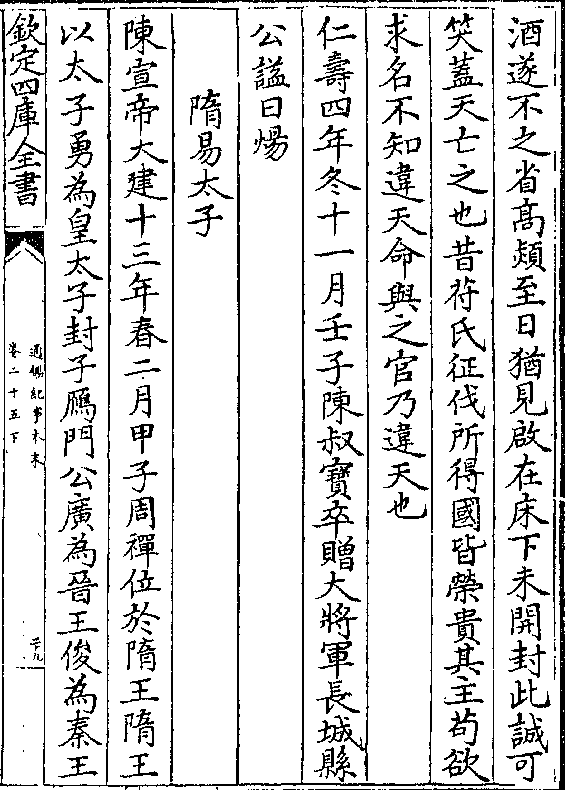 酒遂不之省高熲至日猶見啟在床下未開封此誠可
笑蓋天亡之也昔苻氏征伐所得國皆榮貴其主苟欲
求名不知違天命與之官乃違天也
仁壽四年冬十一月壬子陳叔寶卒贈大將軍長城縣
公謚曰煬
隋易太子
陳宣帝大建十三年春二月甲子周禪位於隋王隋王
以太子勇為皇太子封子鴈門公廣為晉王俊為秦王
欽定四庫全書
通鑑紀事本末
卷二十五下
二十九